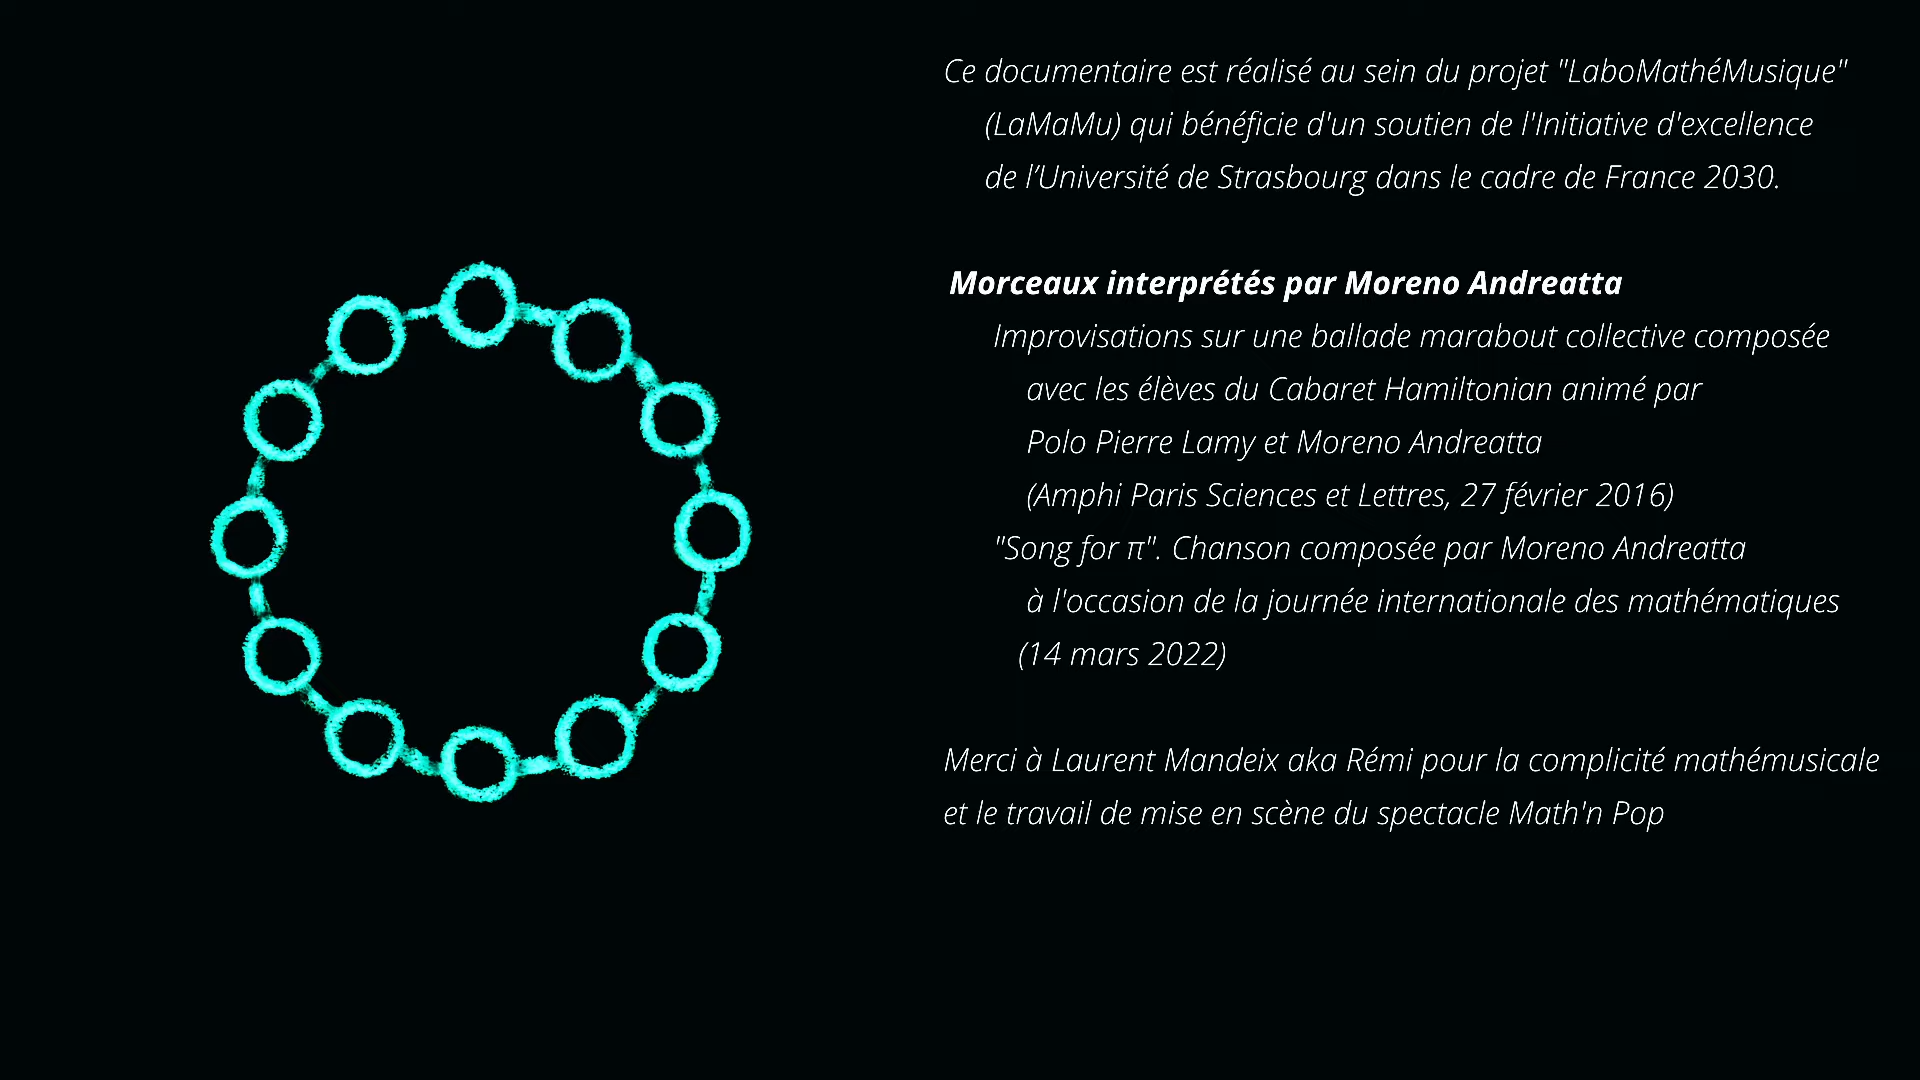 Ce documentaire est réalisé au sein du projet "LaboMathéMusique"
(LaMaMu) qui bénéficie d'un soutien de l'Initiative d'excellence
de l’Université de Strasbourg dans le cadre de France 2030.
Morceaux interprétés par Moreno Andreatta
Improvisations sur une ballade marabout collective composée
avec les élèves du Cabaret Hamiltonian animé par
Polo Pierre Lamy et Moreno Andreatta
(Amphi Paris Sciences et Lettres, 27 février 2016)
"Song for π". Chanson composée par Moreno Andreatta
à l'occasion de la journée internationale des mathématiques
(14 mars 2022)
Merci à Laurent Mandeix aka Rémi pour la complicité mathémusicale
et le travail de mise en scène du spectacle Math'n Pop